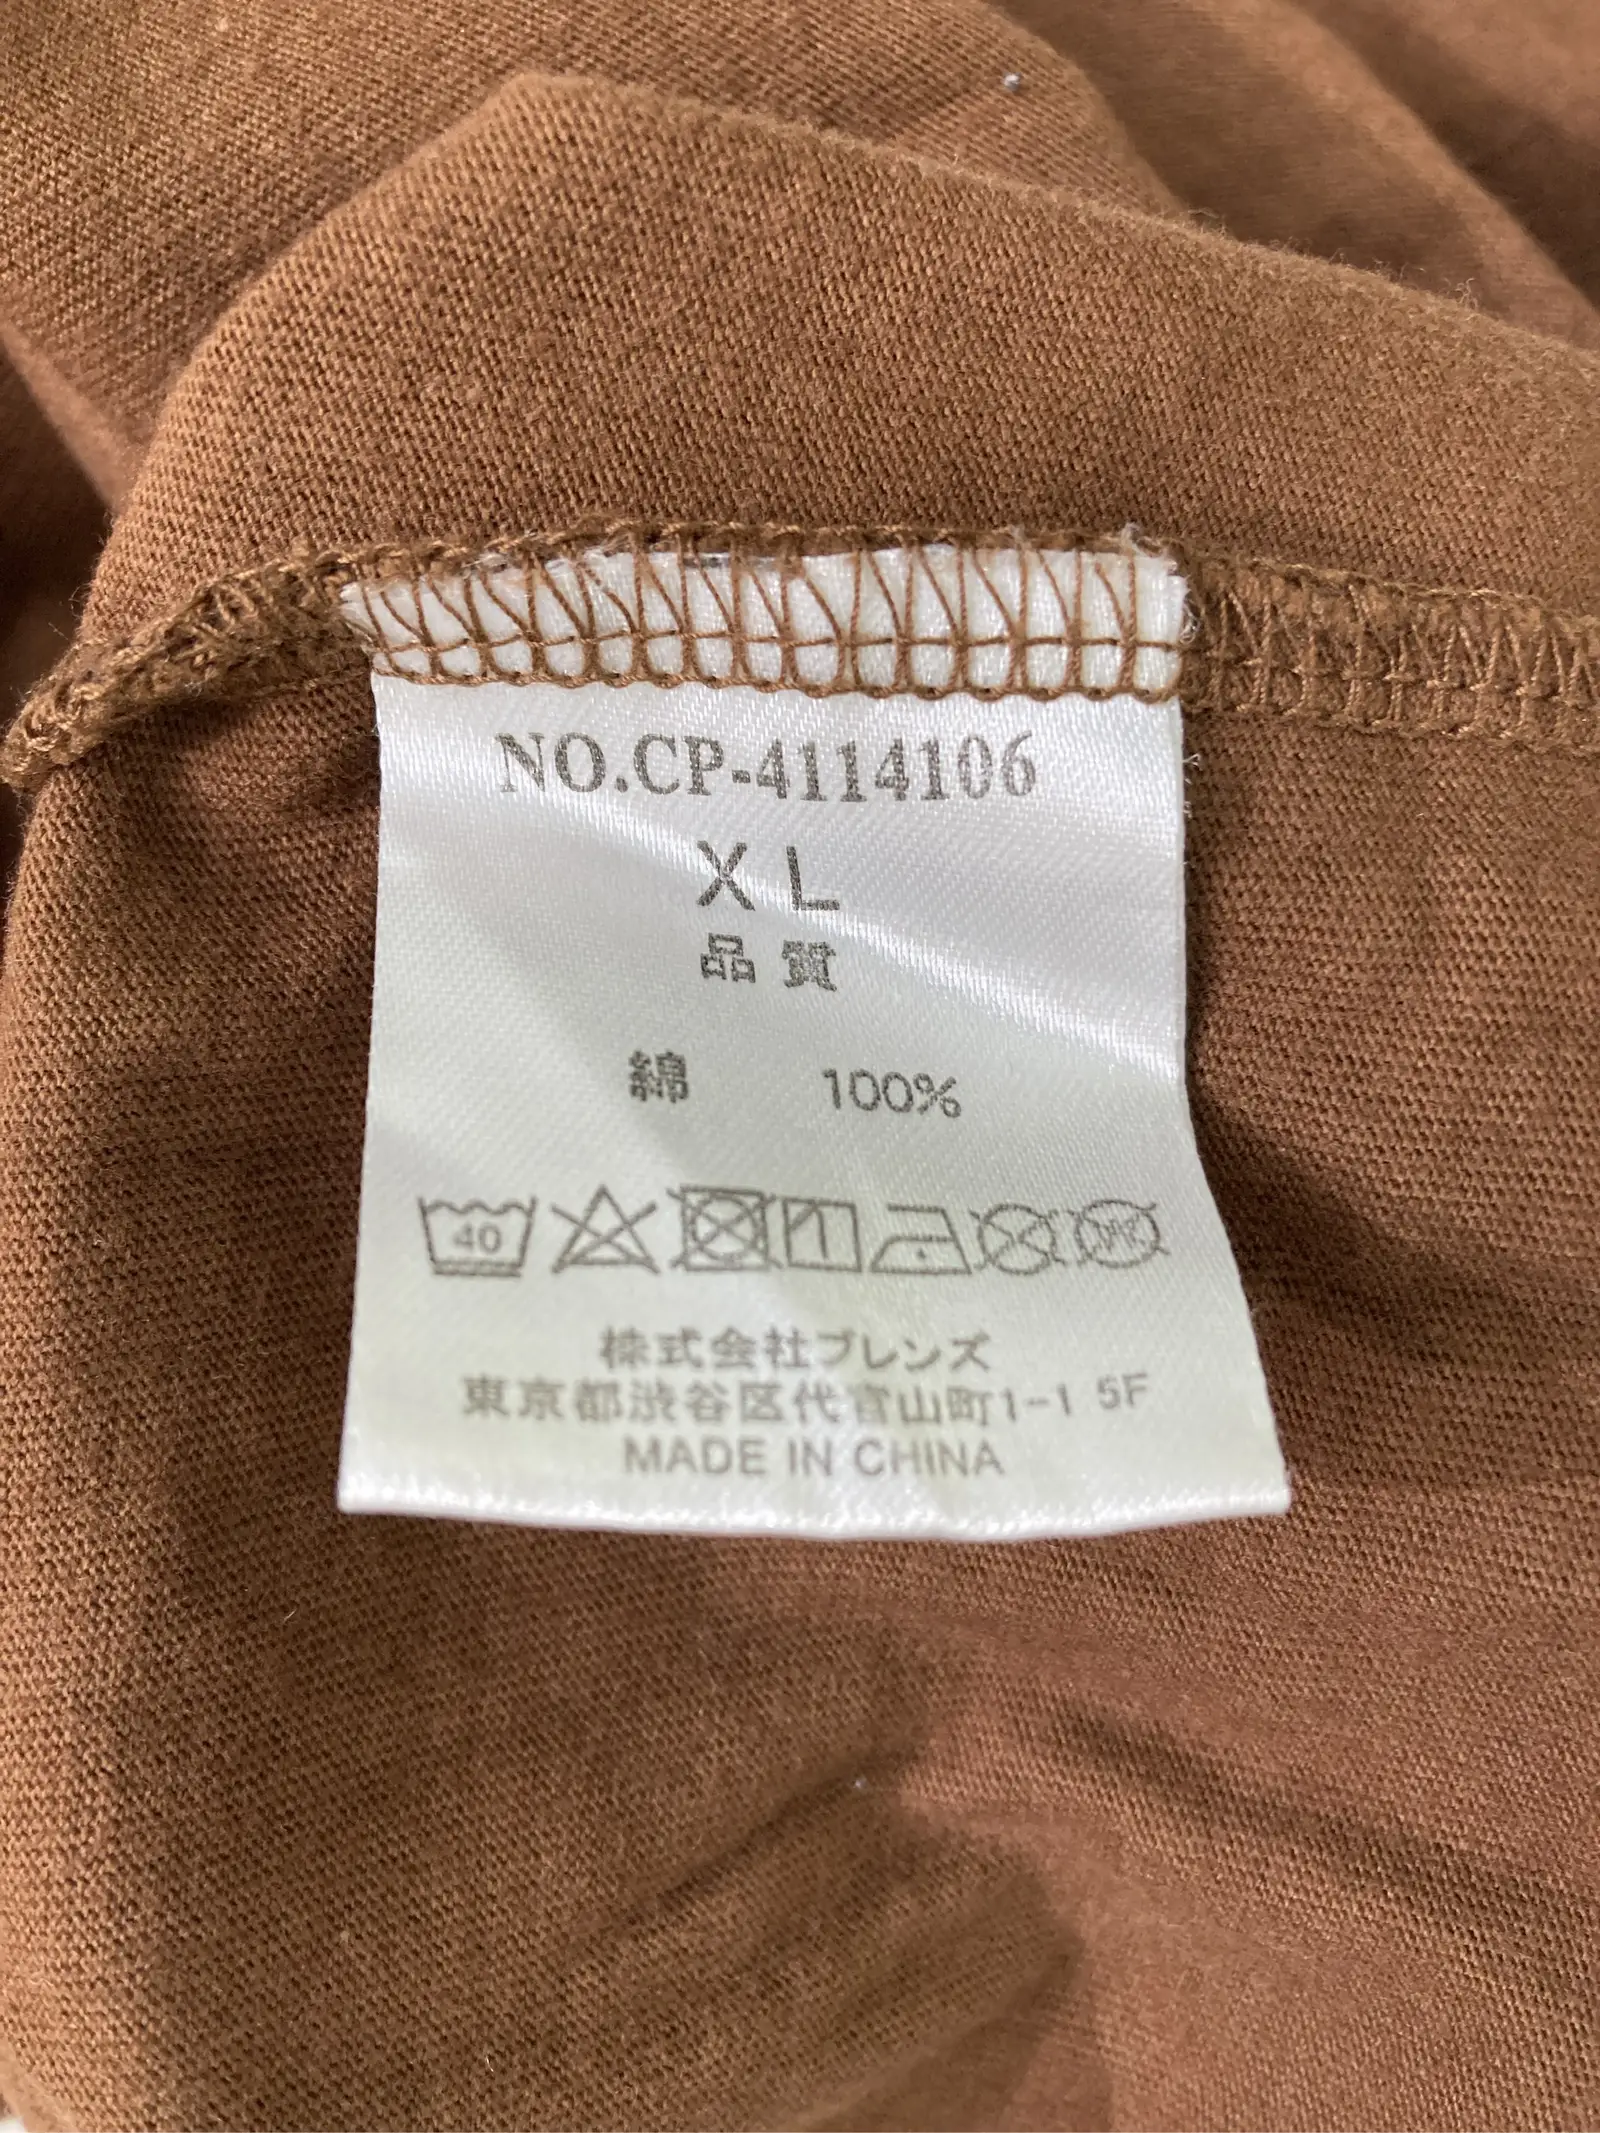 NO.CP-4114106
XL
品質
綿 100%
40
株式会社ブレンズ
東京都渋谷区代官山町1-1 5F
MADE IN CHINA